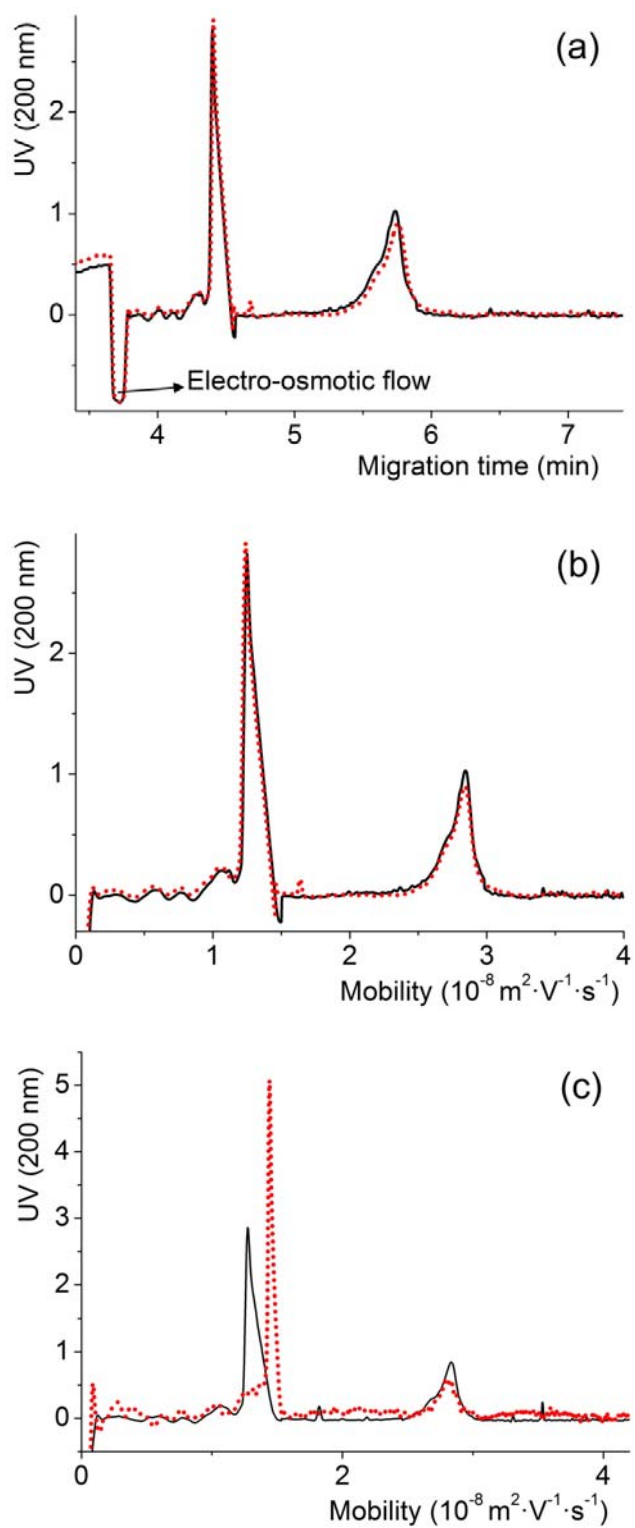 (a)
UV (200 nm)
2
1
0
Electro-osmotic flow
4 5 6 7
Migration time (min)
(b)
UV (200 nm)
2
1
0
0 1 2 3 4
Mobility (10⁻⁸ m²·V⁻¹·s⁻¹)
(c)
UV (200 nm)
5
4
3
2
1
0
0 2 4
Mobility (10⁻⁸ m²·V⁻¹·s⁻¹)